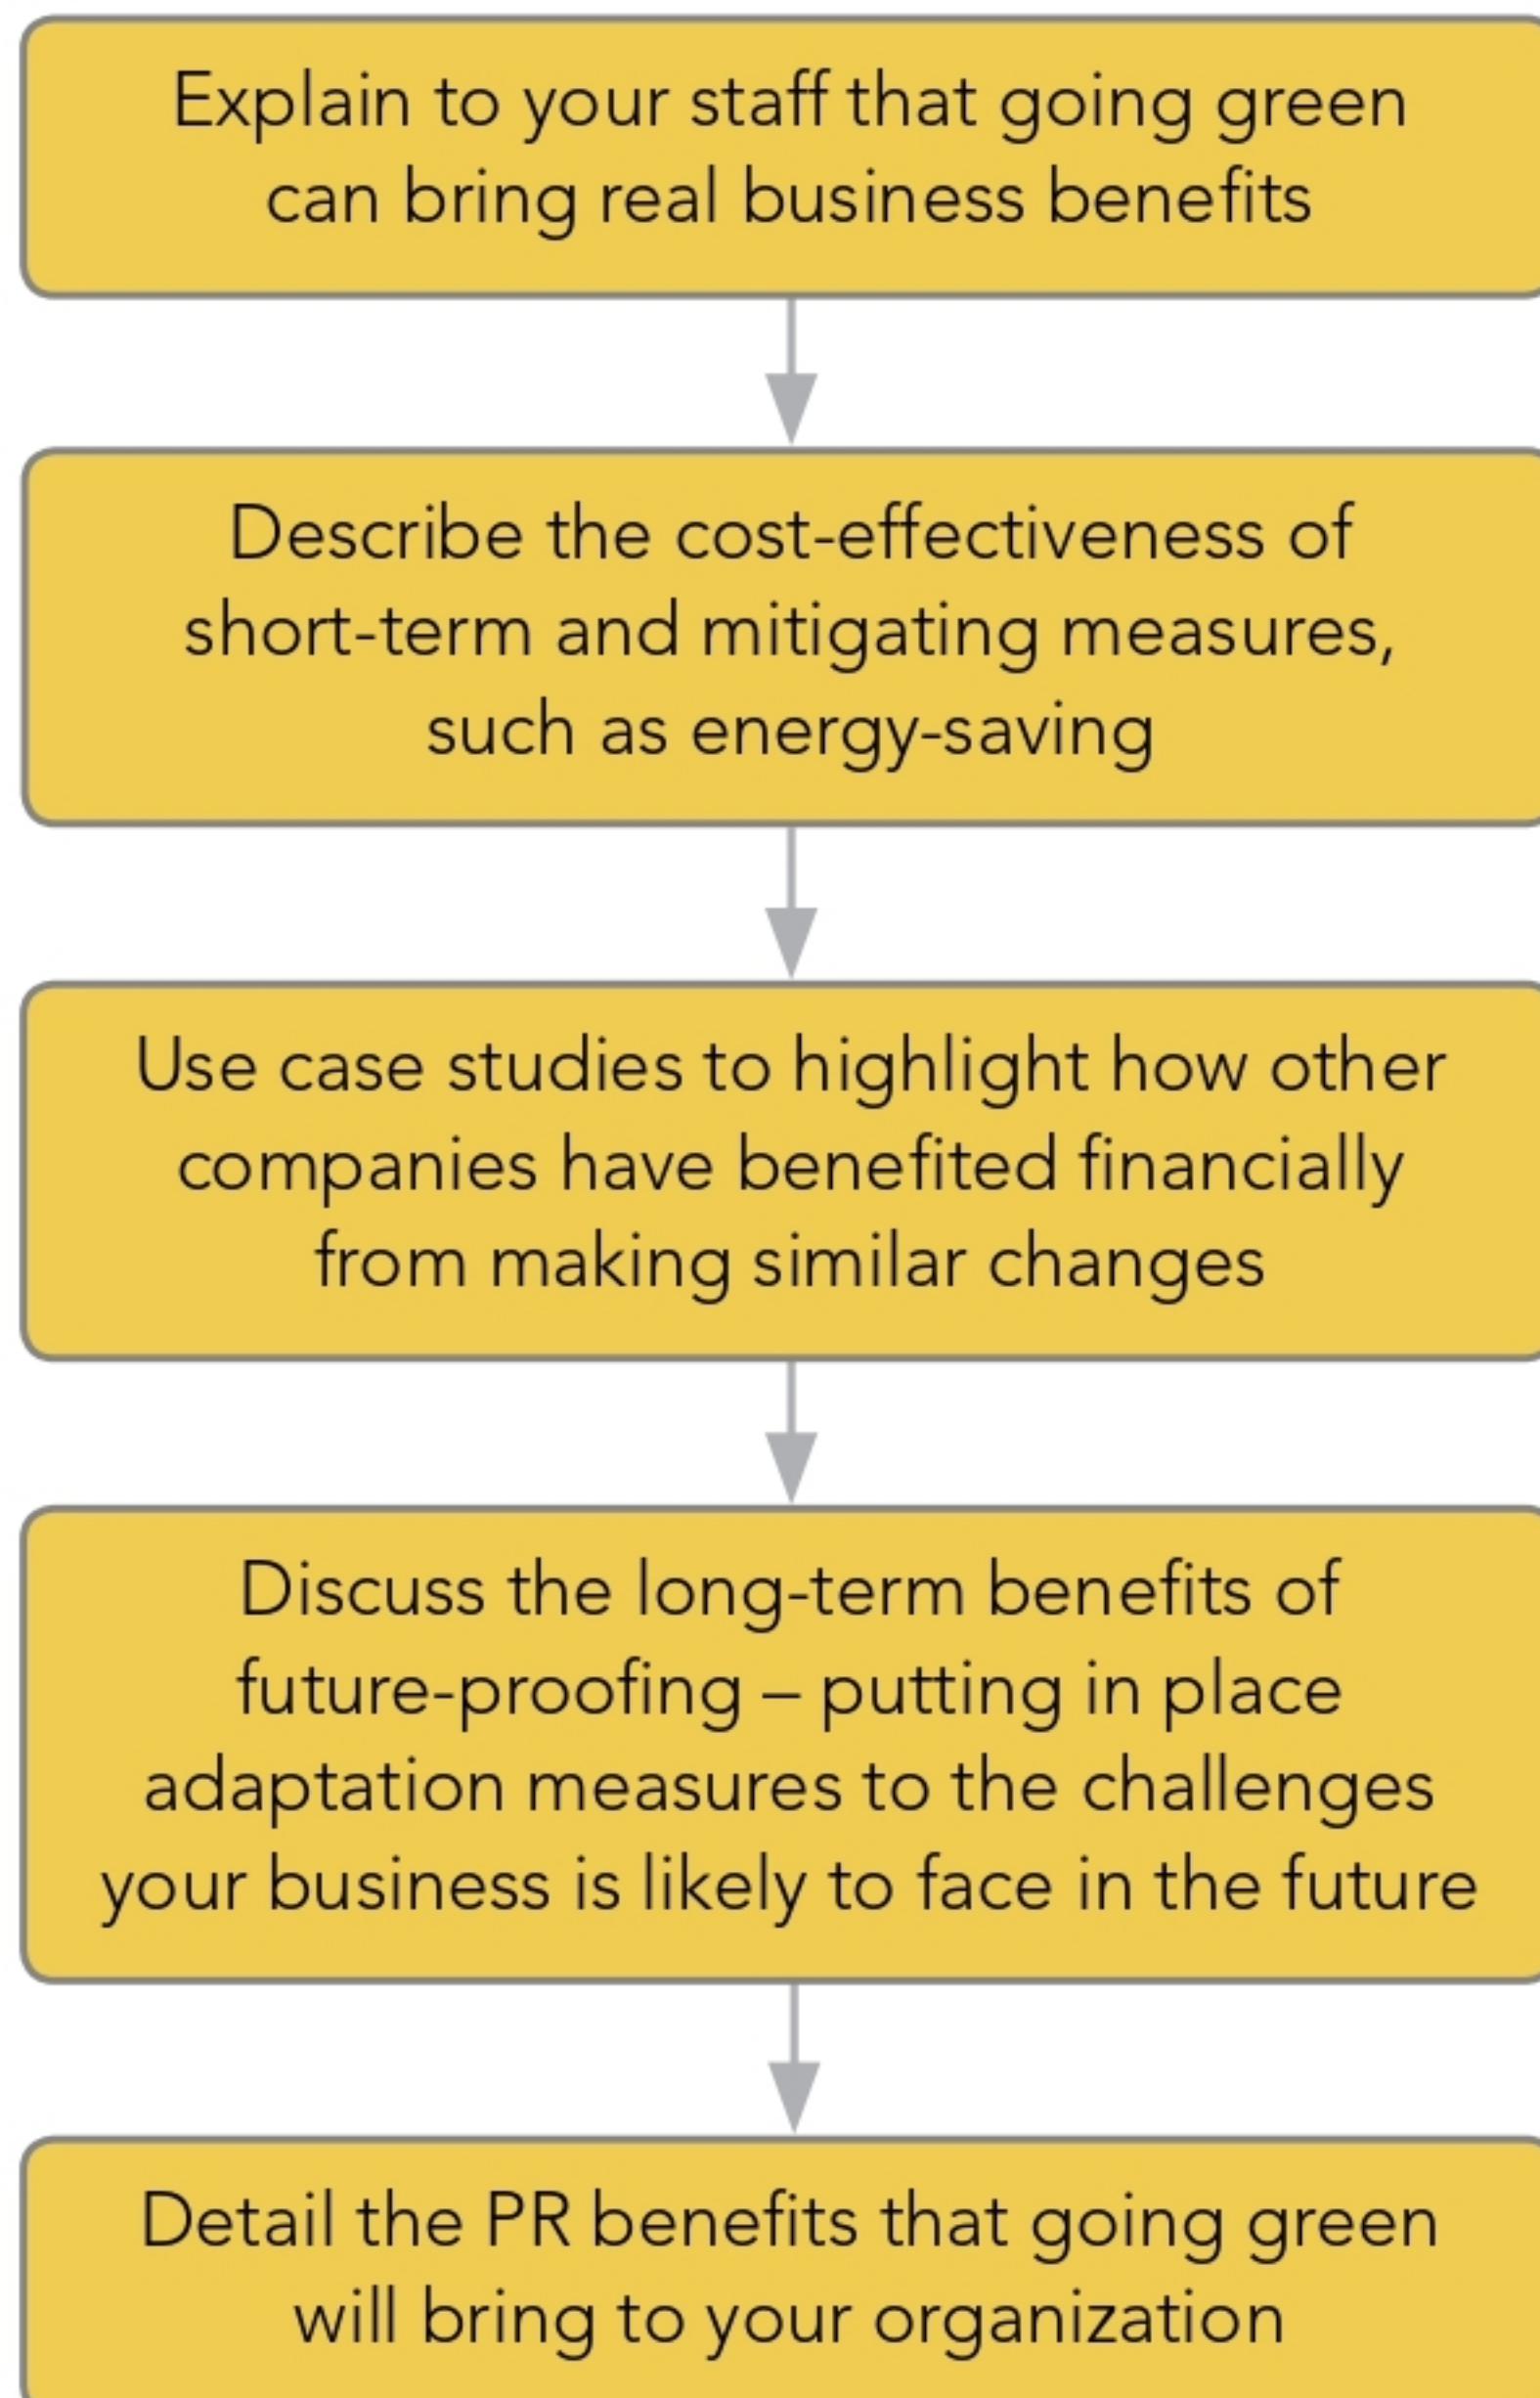 Explain to your staff that going green
can bring real business benefits
Describe the cost-effectiveness of
short-term and mitigating measures,
such as energy-saving
Use case studies to highlight how other
companies have benefited financially
from making similar changes
Discuss the long-term benefits of
future-proofing – putting in place
adaptation measures to the challenges
your business is likely to face in the future
Detail the PR benefits that going green
will bring to your organization